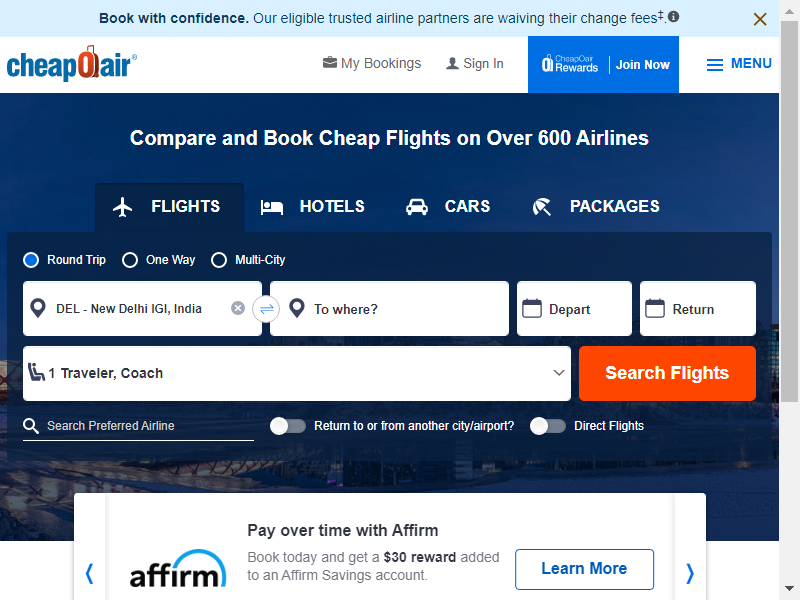 Book with confidence. Our eligible trusted airline partners are waiving their change fees‡.
cheapOair®
My Bookings
Sign In
CheapOair Rewards
Join Now
MENU
Compare and Book Cheap Flights on Over 600 Airlines
FLIGHTS
HOTELS
CARS
PACKAGES
Round Trip
One Way
Multi-City
DEL - New Delhi IGI, India
To where?
Depart
Return
1 Traveler, Coach
Search Flights
Search Preferred Airline
Return to or from another city/airport?
Direct Flights
affirm
Pay over time with Affirm
Book today and get a $30 reward added
to an Affirm Savings account.
Learn More